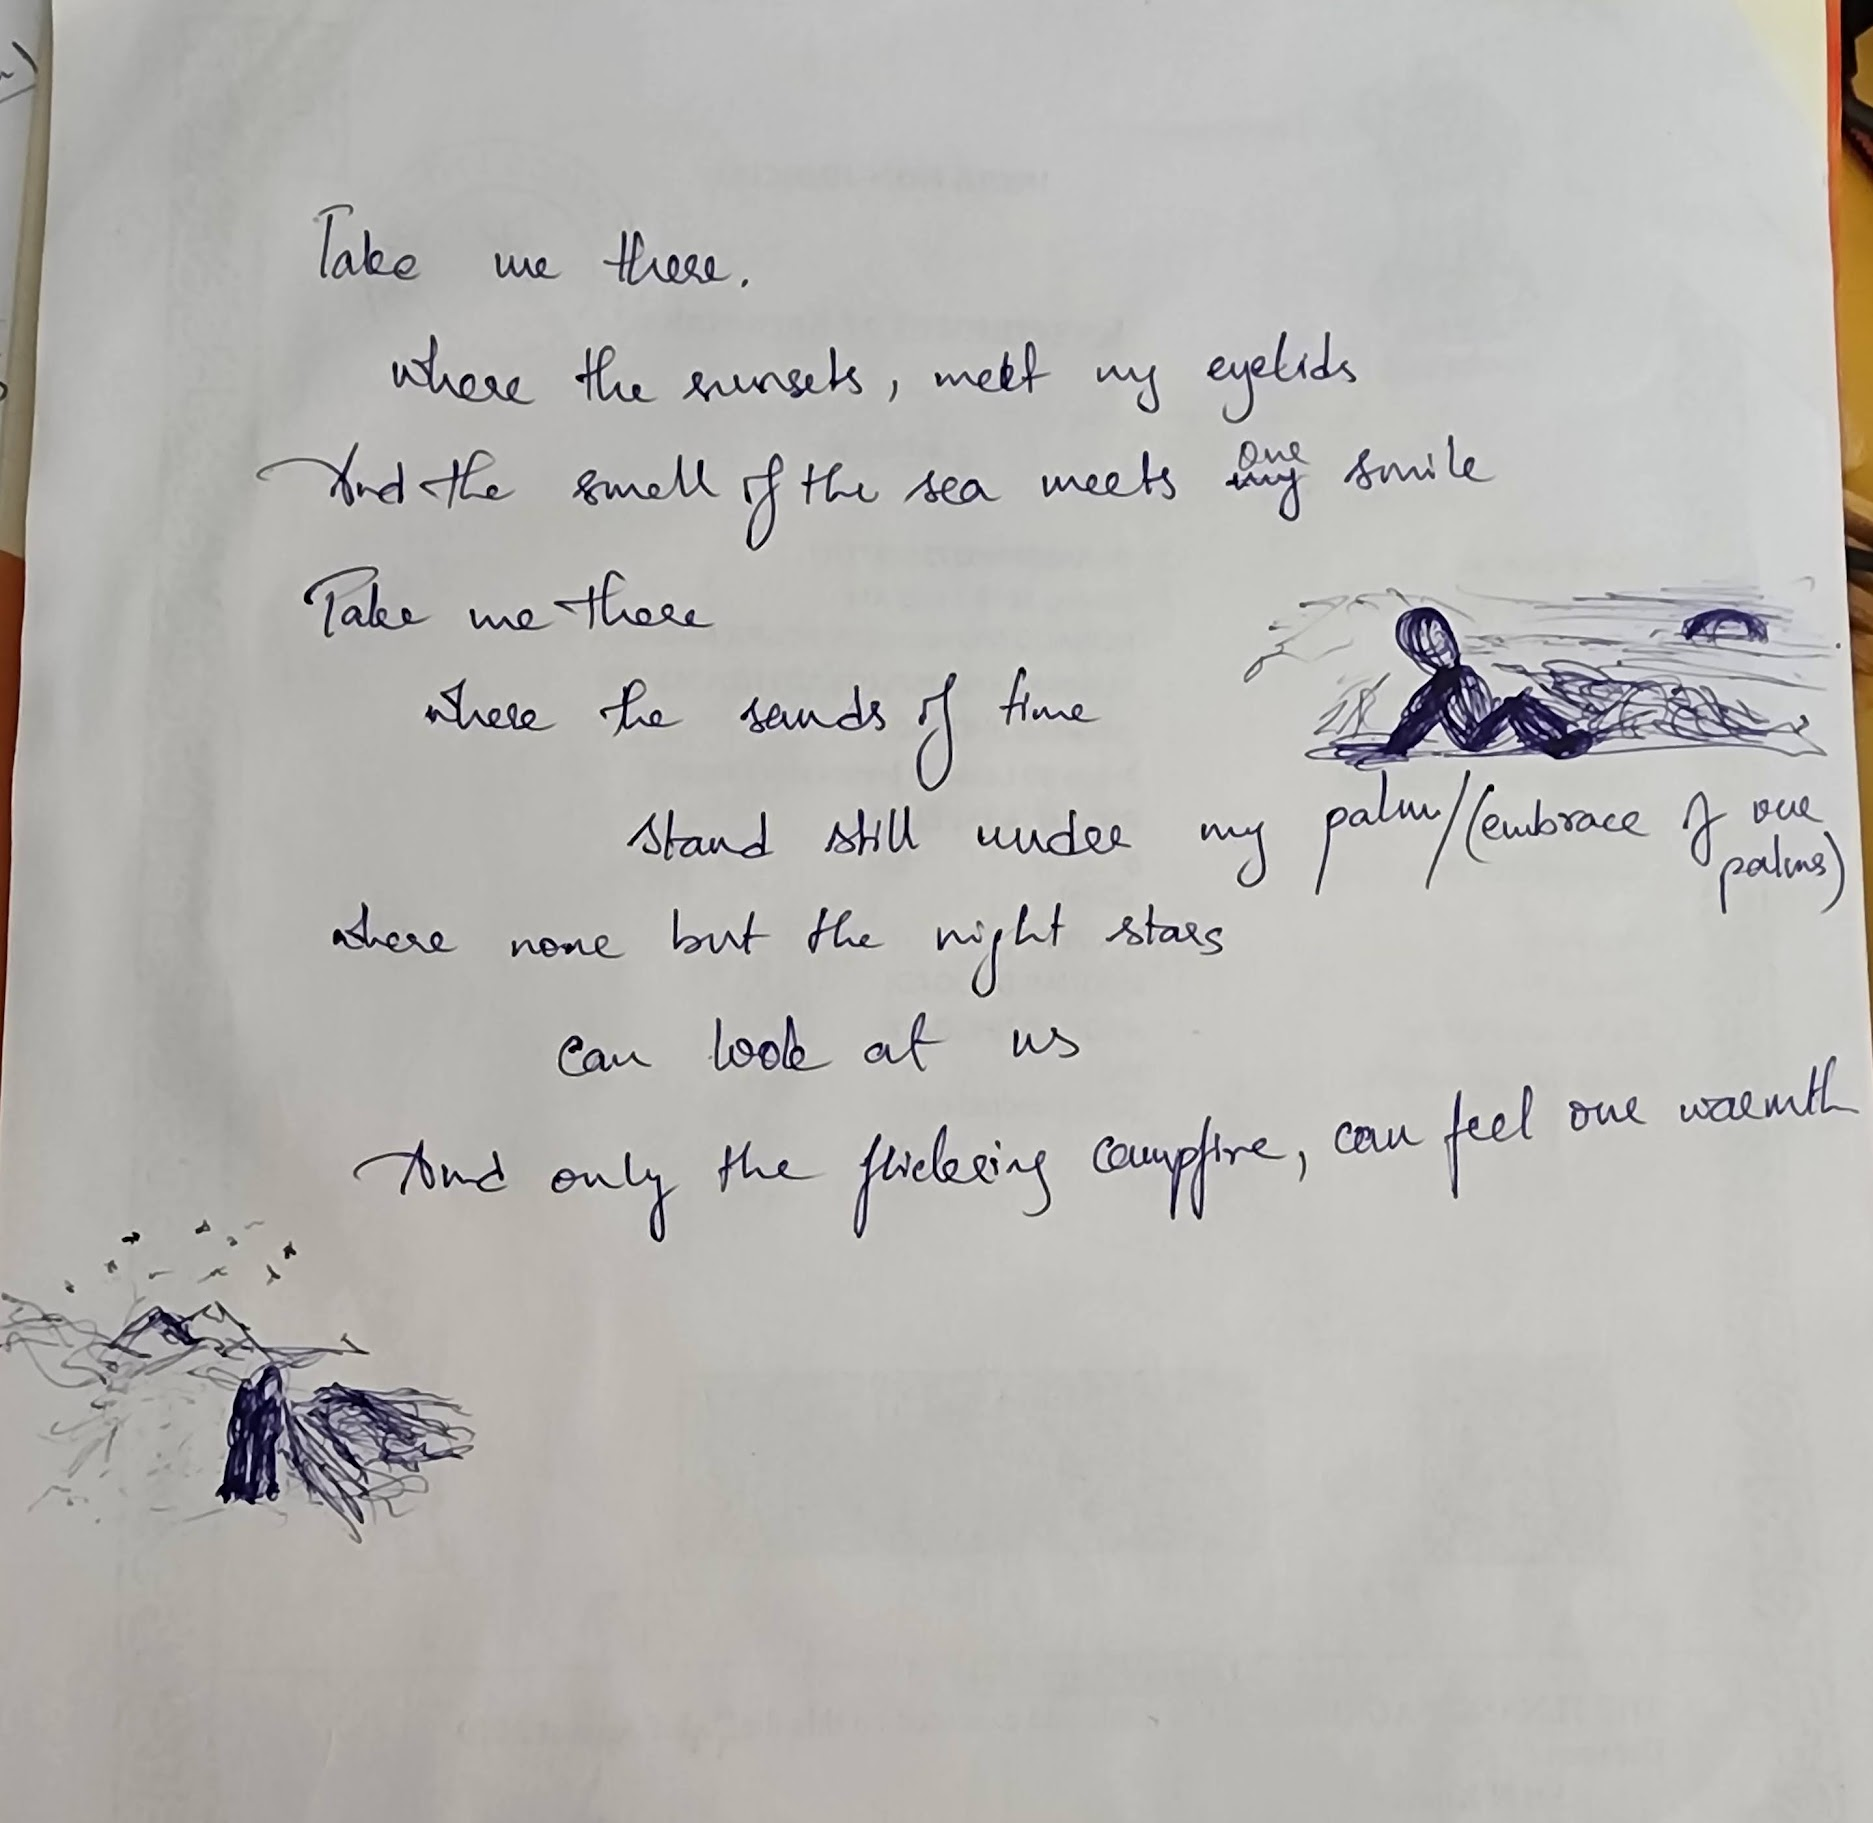 Take me there.
where the sunsets, meet my eyelids
And the smell of the sea meets our smile
Take me there
where the sands of time
stand still under my palm/(embrace of our
palms)
where none but the night stars
can look at us
And only the flickering campfire, can feel our warmth